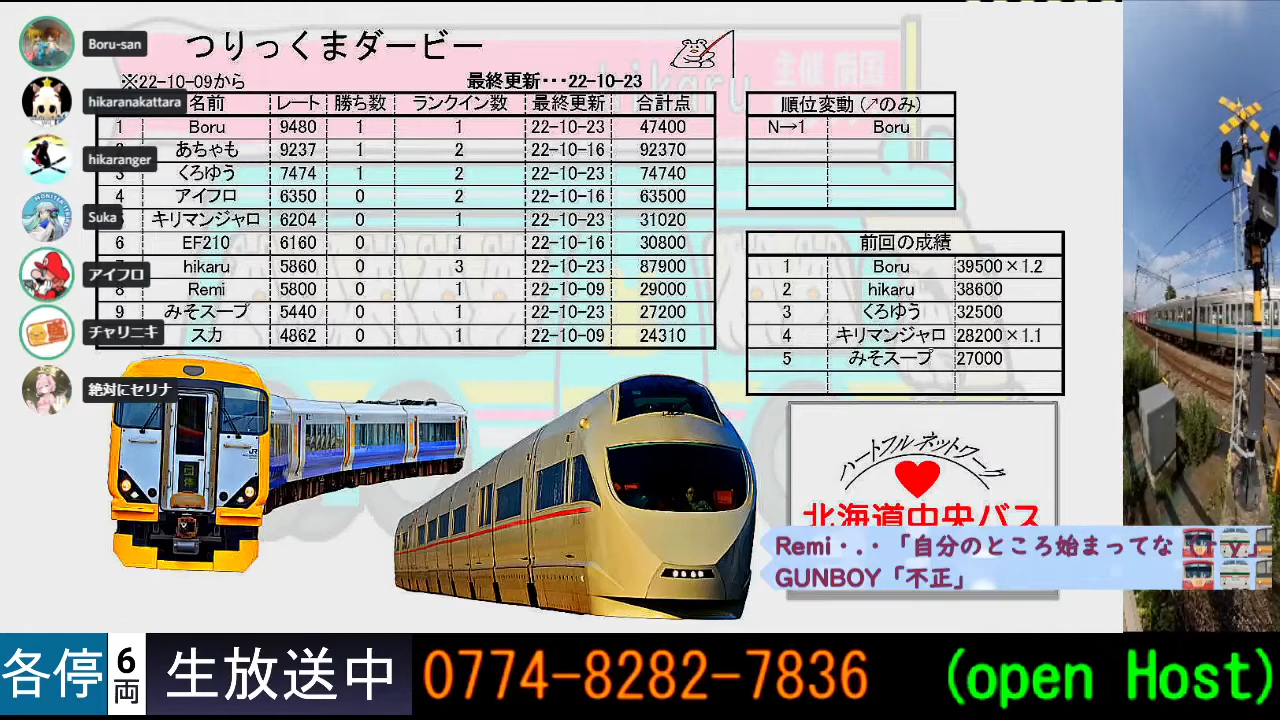 Boru-san
つりっくまダービー
※22-10-09から
最終更新･･･22-10-23
hikaranakattara 名前 レート 勝ち数 ランクイン数 最終更新 合計点
1 Boru 9480 1 1 22-10-23 47400
あちゃも 9237 1 2 22-10-16 92370
hikaranger くろゆう 7474 1 2 22-10-23 74740
4 アイフロ 6350 0 2 22-10-16 63500
Suka キリマンジャロ 6204 0 1 22-10-23 31020
6 EF210 6160 0 1 22-10-16 30800
アイフロ hikaru 5860 0 3 22-10-23 87900
8 Remi 5800 0 1 22-10-09 29000
9 みそスープ 5440 0 1 22-10-23 27200
チャリニキ スカ 4862 0 1 22-10-09 24310
絶対にセリナ
順位変動(↗のみ)
N→1 Boru
前回の成績
1 Boru 39500×1.2
2 hikaru 38600
3 くろゆう 32500
4 キリマンジャロ 28200×1.1
5 みそスープ 27000
hikaru
主催 南国
団体
JR
ハートフルネットワーク
北海道中央バス
Remi・.・「自分のところ始まってな
GUNBOY「不正」
各停 6両 生放送中 0774-8282-7836 (open Host)